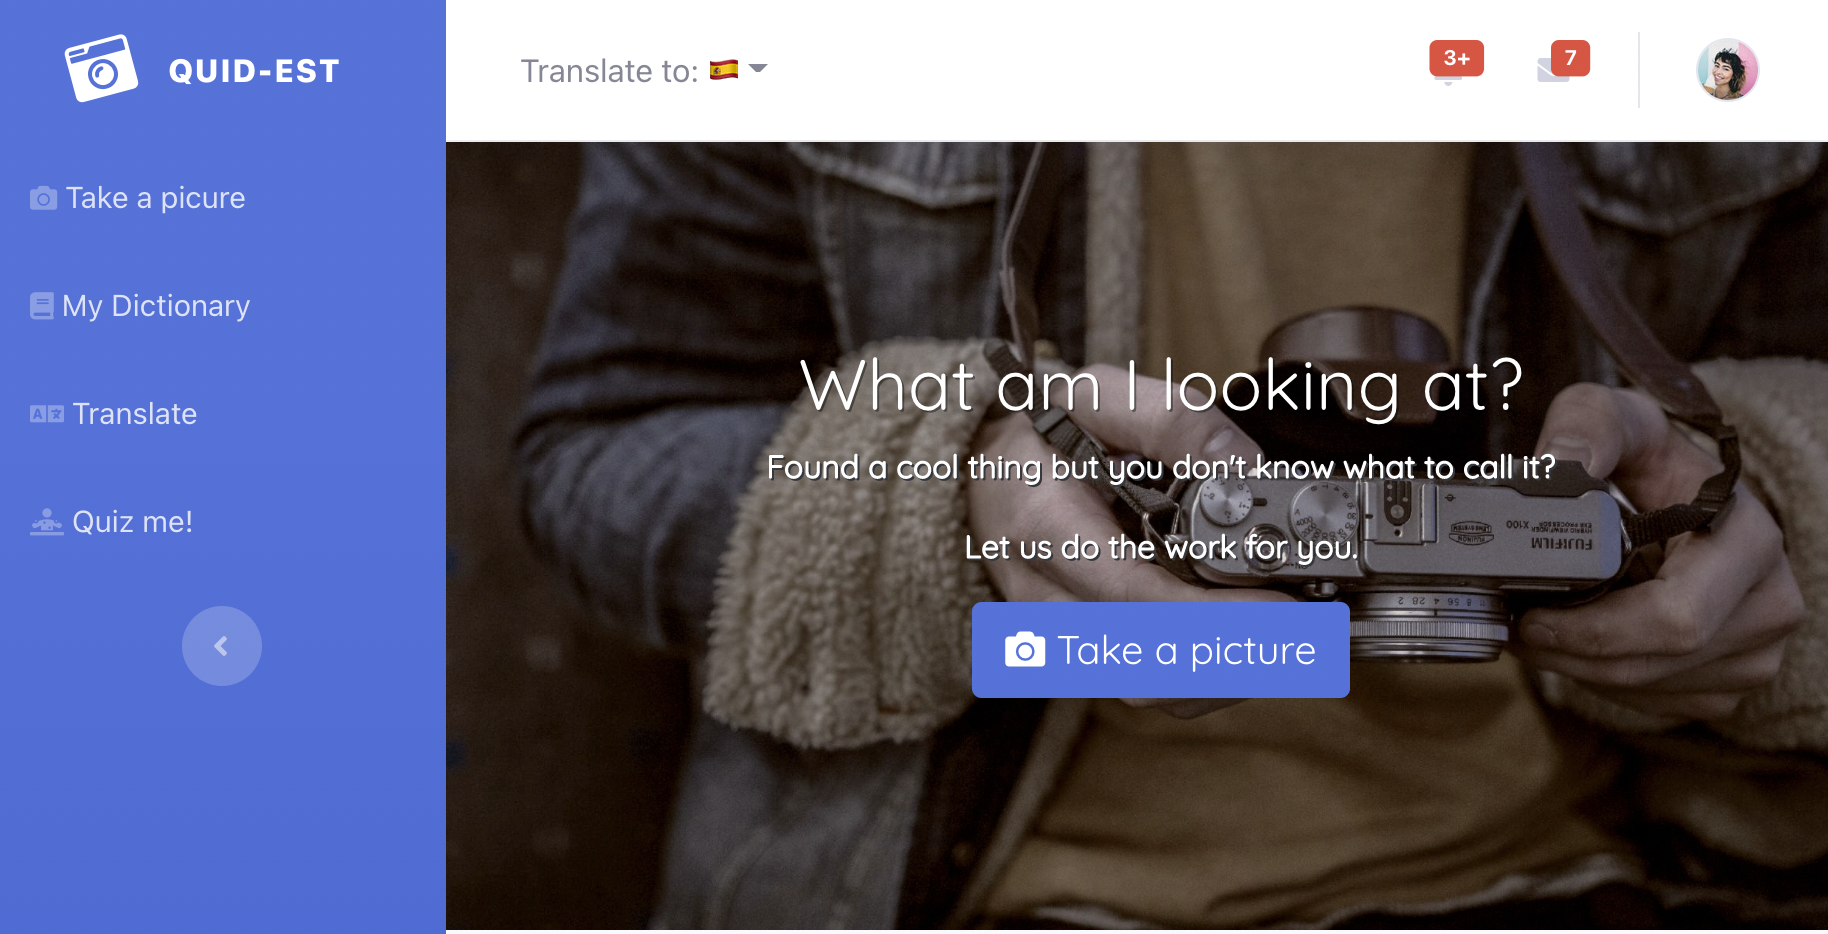 QUID-EST
Take a picure
My Dictionary
Translate
Quiz me!
Translate to:
3+
7
What am I looking at?
Found a cool thing but you don't know what to call it?
Let us do the work for you.
Take a picture
FUJIFILM
X100